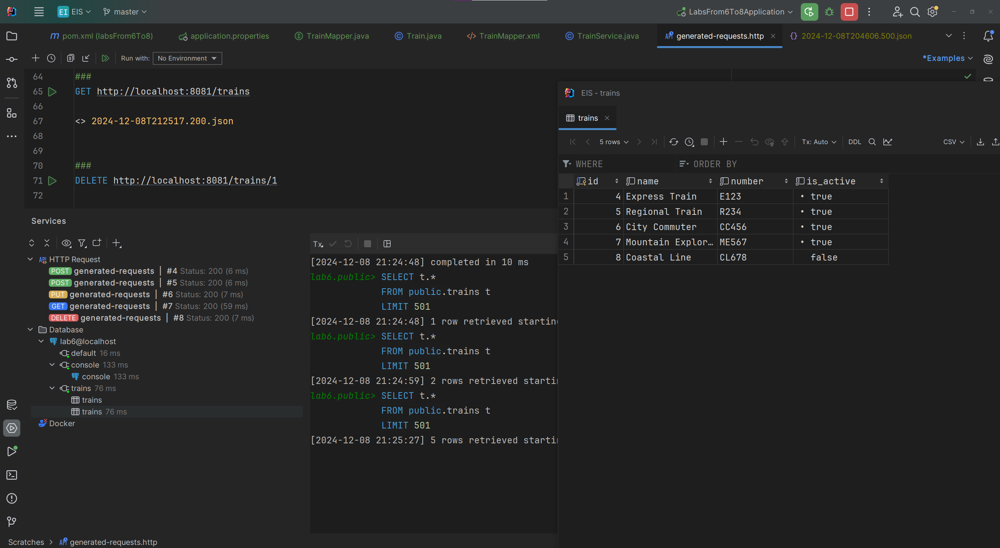 EI EIS master LabsFrom6To8Application
m pom.xml (labsFrom6To8) application.properties TrainMapper.java Train.java TrainMapper.xml TrainService.java generated-requests.http 2024-12-08T204606.500.json
Run with: No Environment *Examples
64 ###
65 GET http://localhost:8081/trains
66
67 <> 2024-12-08T212517.200.json
68
69
70 ###
71 DELETE http://localhost:8081/trains/1
72
EIS - trains
trains
5 rows Tx: Auto DDL CSV
WHERE ORDER BY
id name number is_active
1 4 Express Train E123 • true
2 5 Regional Train R234 • true
3 6 City Commuter CC456 • true
4 7 Mountain Explor… ME567 • true
5 8 Coastal Line CL678 false
Services
HTTP Request
POST generated-requests | #4 Status: 200 (6 ms)
POST generated-requests | #5 Status: 200 (6 ms)
PUT generated-requests | #6 Status: 200 (7 ms)
GET generated-requests | #7 Status: 200 (59 ms)
DELETE generated-requests | #8 Status: 200 (7 ms)
Database
lab6@localhost
default 16 ms
console 133 ms
console 133 ms
trains 76 ms
trains
trains 76 ms
Docker
Tx
[2024-12-08 21:24:48] completed in 10 ms
lab6.public> SELECT t.*
FROM public.trains t
LIMIT 501
[2024-12-08 21:24:48] 1 row retrieved starting
lab6.public> SELECT t.*
FROM public.trains t
LIMIT 501
[2024-12-08 21:24:59] 2 rows retrieved startin
lab6.public> SELECT t.*
FROM public.trains t
LIMIT 501
[2024-12-08 21:25:27] 5 rows retrieved startin
Scratches > API generated-requests.http